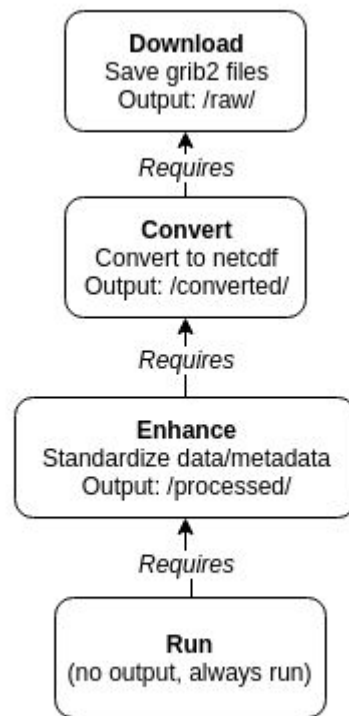 Download
Save grib2 files
Output: /raw/
Requires
Convert
Convert to netcdf
Output: /converted/
Requires
Enhance
Standardize data/metadata
Output: /processed/
Requires
Run
(no output, always run)